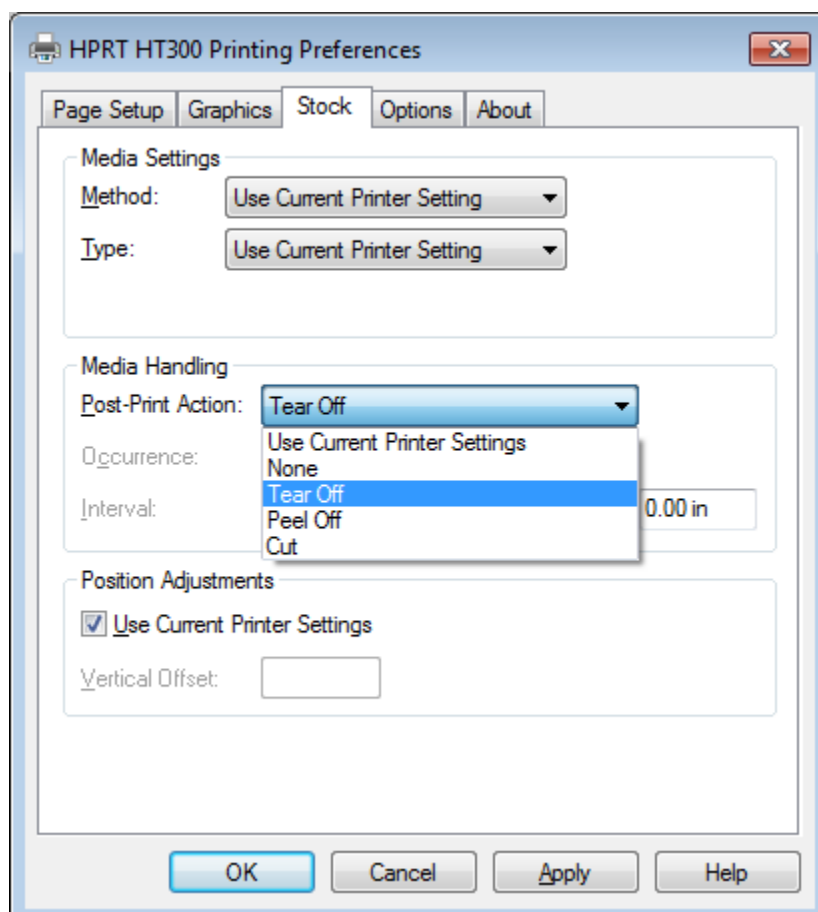 HPRT HT300 Printing Preferences
Page Setup Graphics Stock Options About
Media Settings
Method: Use Current Printer Setting
Type: Use Current Printer Setting
Media Handling
Post-Print Action: Tear Off
Use Current Printer Settings
Occurrence:
None
Tear Off
Interval: 0.00 in
Peel Off
Cut
Position Adjustments
Use Current Printer Settings
Vertical Offset:
OK Cancel Apply Help